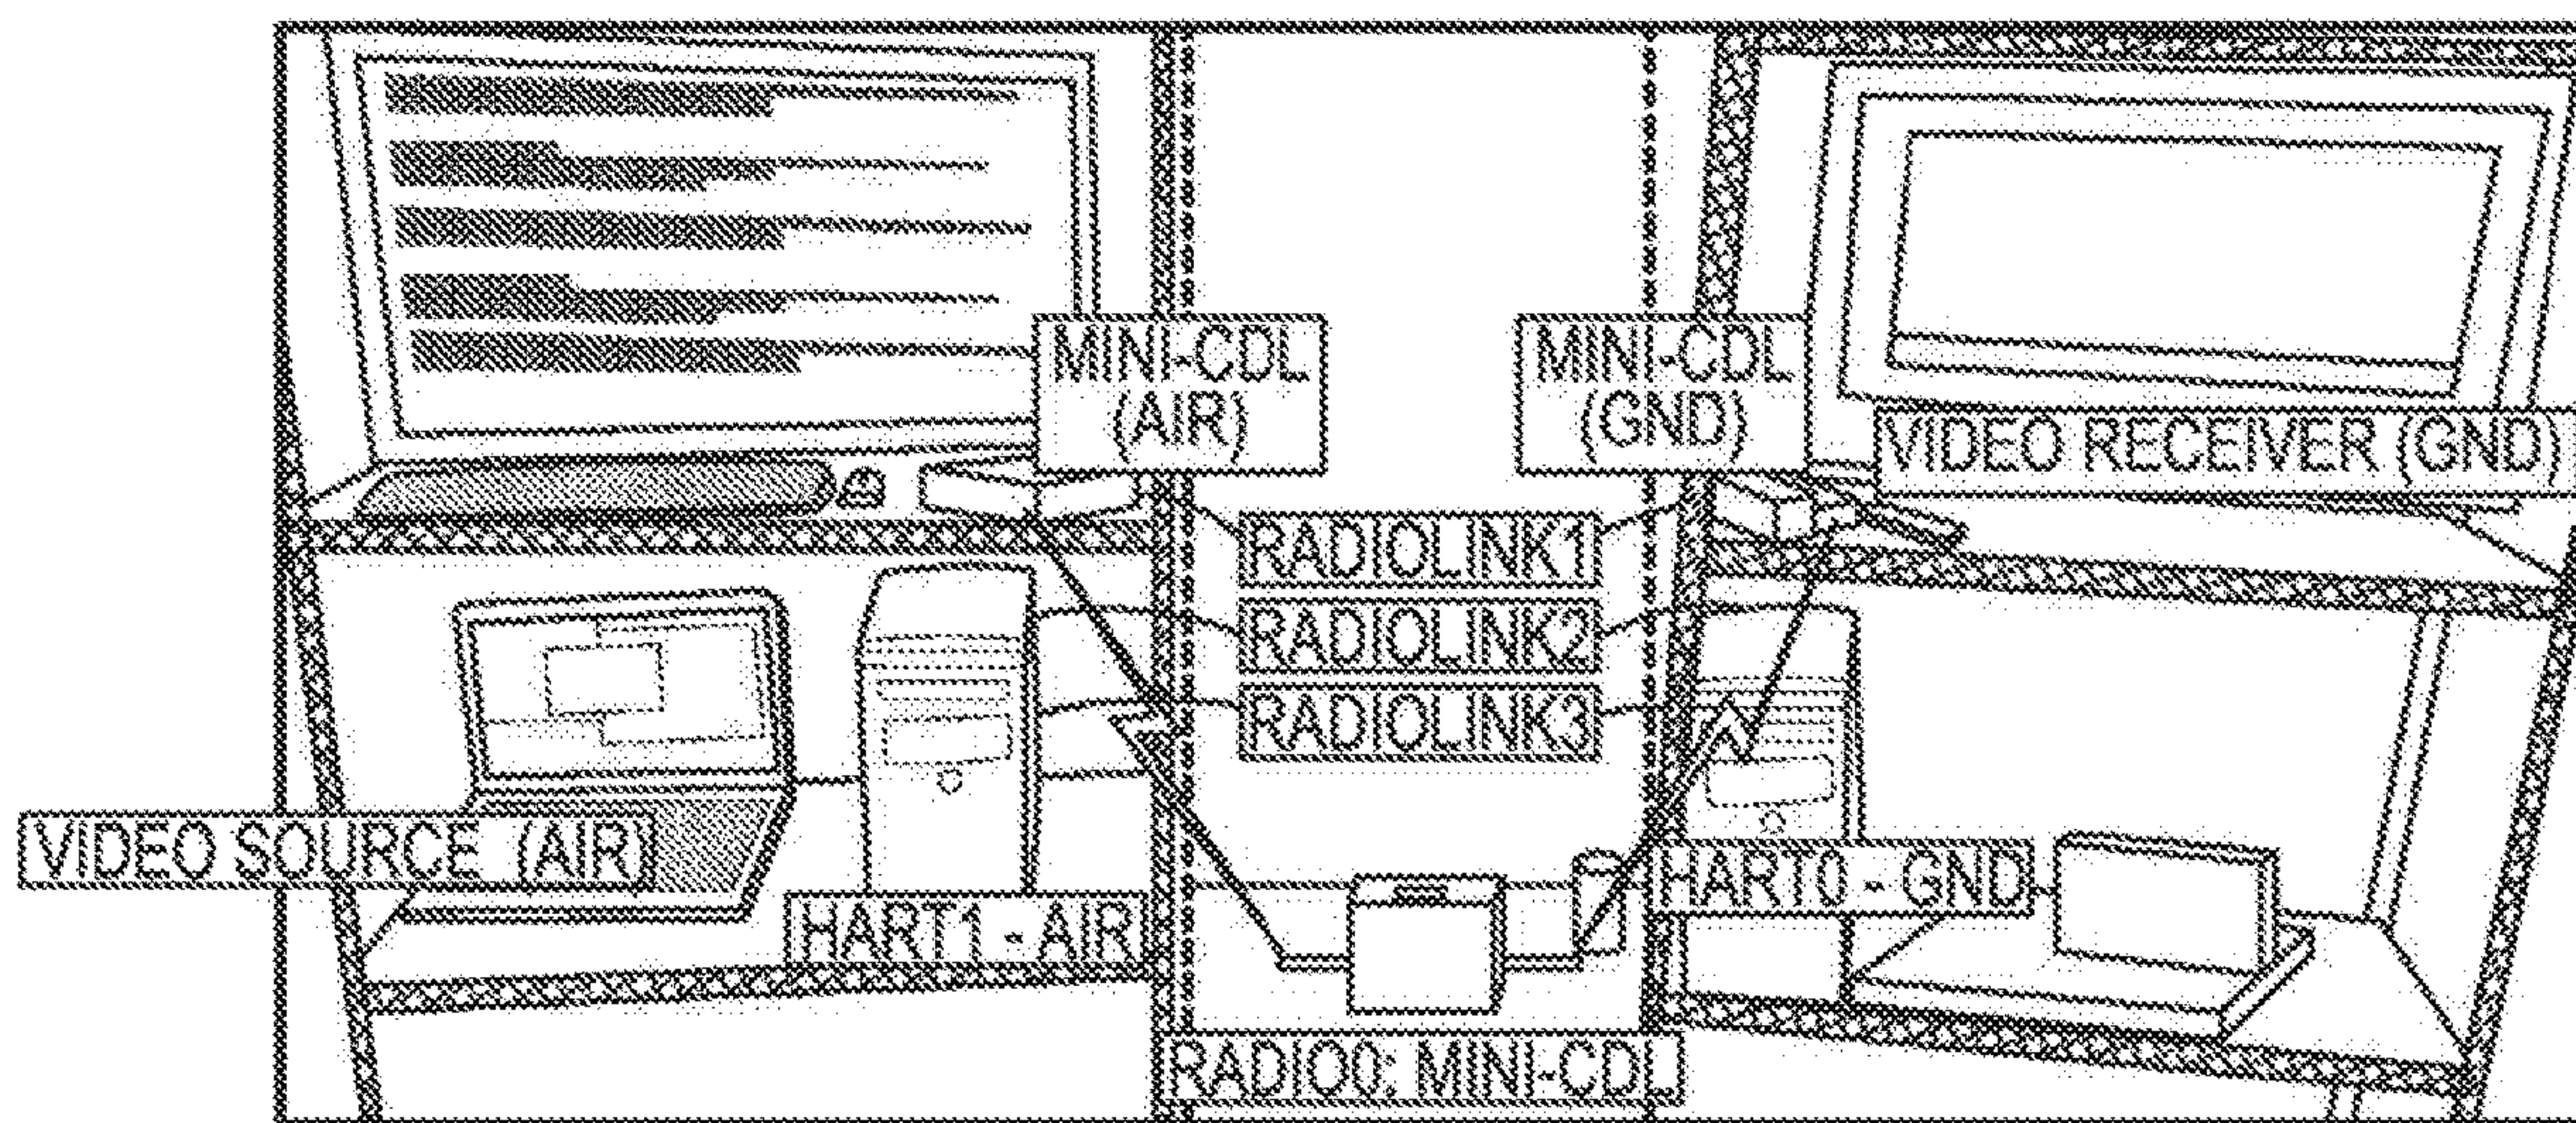 MINI-CDL
(AIR)
MINI-CDL
(GND)
VIDEO RECEIVER (GND)
RADIOLINK1
RADIOLINK2
RADIOLINK3
VIDEO SOURCE (AIR)
HART1 - AIR
HART0 - GND
RADIO0: MINI-CDL